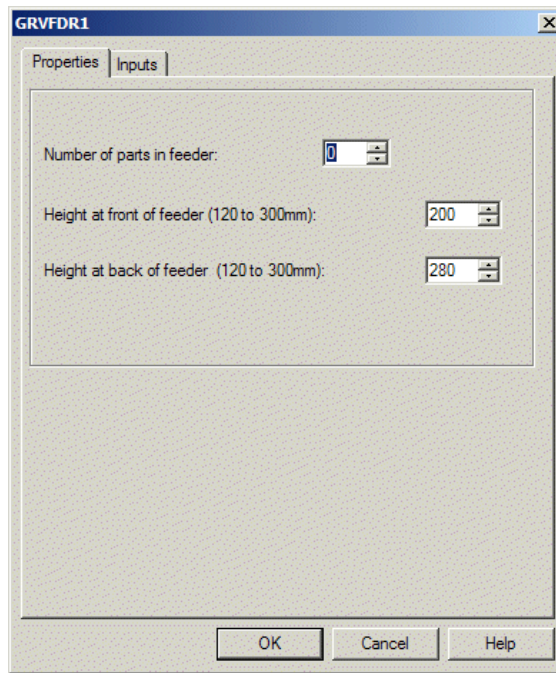 GRVFDR1
Properties Inputs
Number of parts in feeder: 0
Height at front of feeder (120 to 300mm): 200
Height at back of feeder (120 to 300mm): 280
OK Cancel Help